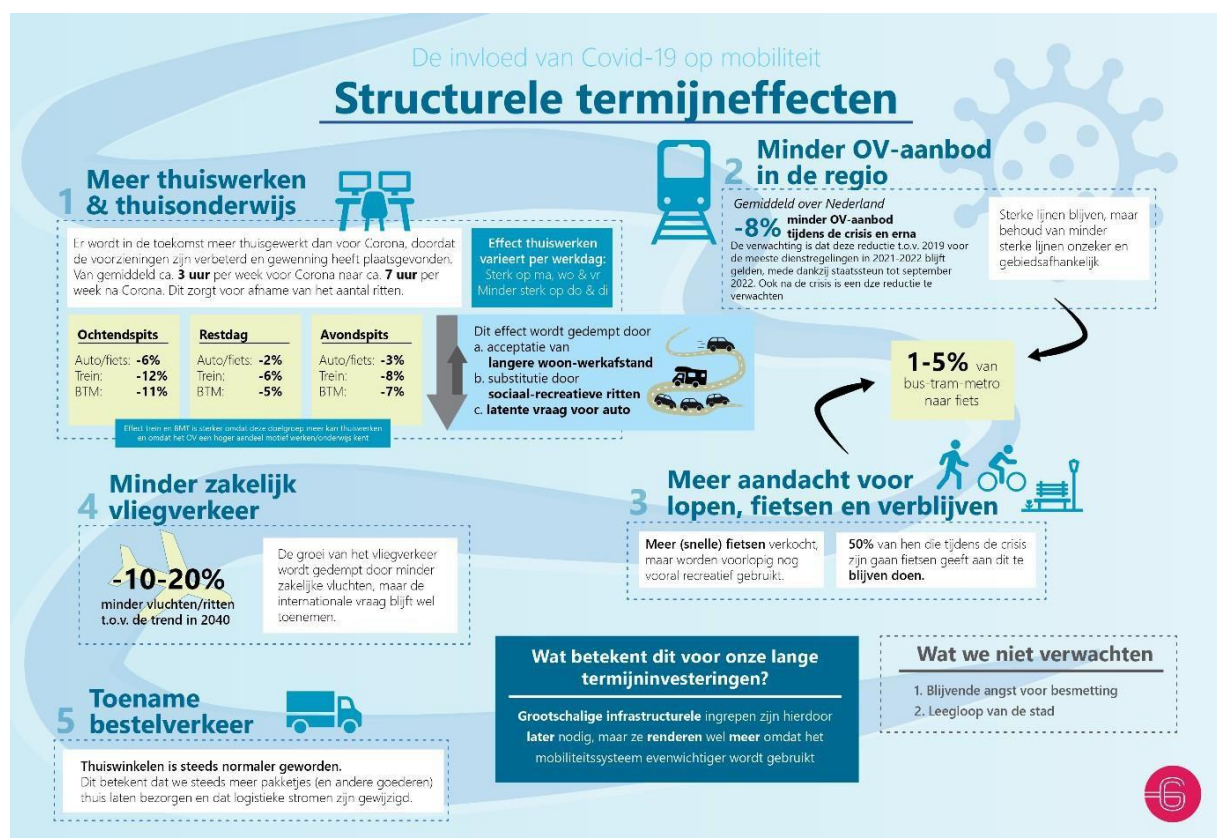 De invloed van Covid-19 op mobiliteit
Structurele termijneffecten
1
Meer thuiswerken
& thuisonderwijs
Er wordt in de toekomst meer thuisgewerkt dan voor Corona, doordat
de voorzieningen zijn verbeterd en gewenning heeft plaatsgevonden.
Van gemiddeld ca. 3 uur per week voor Corona naar ca. 7 uur per
week na Corona. Dit zorgt voor afname van het aantal ritten.
Effect thuiswerken
varieert per werkdag:
Sterk op ma, wo & vr
Minder sterk op do & di
Ochtendspits
Auto/fiets: -6%
Trein: -12%
BTM: -11%
Restdag
Auto/fiets: -2%
Trein: -6%
BTM: -5%
Avondspits
Auto/fiets: -3%
Trein: -8%
BTM: -7%
Effect trein en BMT is sterker omdat deze doelgroep meer kan thuiswerken
en omdat het OV een hoger aandeel motief werken/onderwijs kent
Dit effect wordt gedempt door
a. acceptatie van
langere woon-werkafstand
b. substitutie door
sociaal-recreatieve ritten
c. latente vraag voor auto
2
Minder OV-aanbod
in de regio
Gemiddeld over Nederland
-8% minder OV-aanbod
tijdens de crisis en erna
De verwachting is dat deze reductie t.o.v. 2019 voor
de meeste dienstregelingen in 2021-2022 blijft
gelden, mede dankzij staatssteun tot september
2022. Ook na de crisis is een dze reductie te
verwachten
Sterke lijnen blijven, maar
behoud van minder
sterke lijnen onzeker en
gebiedsafhankelijk
1-5% van
bus-tram-metro
naar fiets
3
Meer aandacht voor
lopen, fietsen en verblijven
Meer (snelle) fietsen verkocht,
maar worden voorlopig nog
vooral recreatief gebruikt.
50% van hen die tijdens de crisis
zijn gaan fietsen geeft aan dit te
blijven doen.
4
Minder zakelijk
vliegverkeer
-10-20%
minder vluchten/ritten
t.o.v. de trend in 2040
De groei van het vliegverkeer
wordt gedempt door minder
zakelijke vluchten, maar de
internationale vraag blijft wel
toenemen.
5
Toename
bestelverkeer
Thuiswinkelen is steeds normaler geworden.
Dit betekent dat we steeds meer pakketjes (en andere goederen)
thuis laten bezorgen en dat logistieke stromen zijn gewijzigd.
Wat betekent dit voor onze lange
termijninvesteringen?
Grootschalige infrastructurele ingrepen zijn hierdoor
later nodig, maar ze renderen wel meer omdat het
mobiliteitssysteem evenwichtiger wordt gebruikt
Wat we niet verwachten
1. Blijvende angst voor besmetting
2. Leegloop van de stad